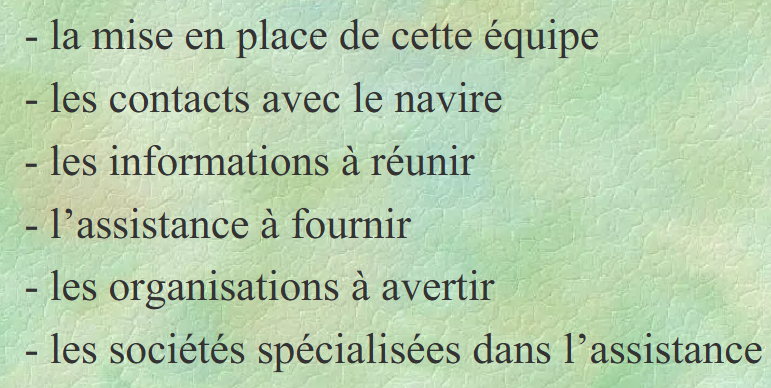 - la mise en place de cette équipe
- les contacts avec le navire
- les informations à réunir
- l’assistance à fournir
- les organisations à avertir
- les sociétés spécialisées dans l’assistance